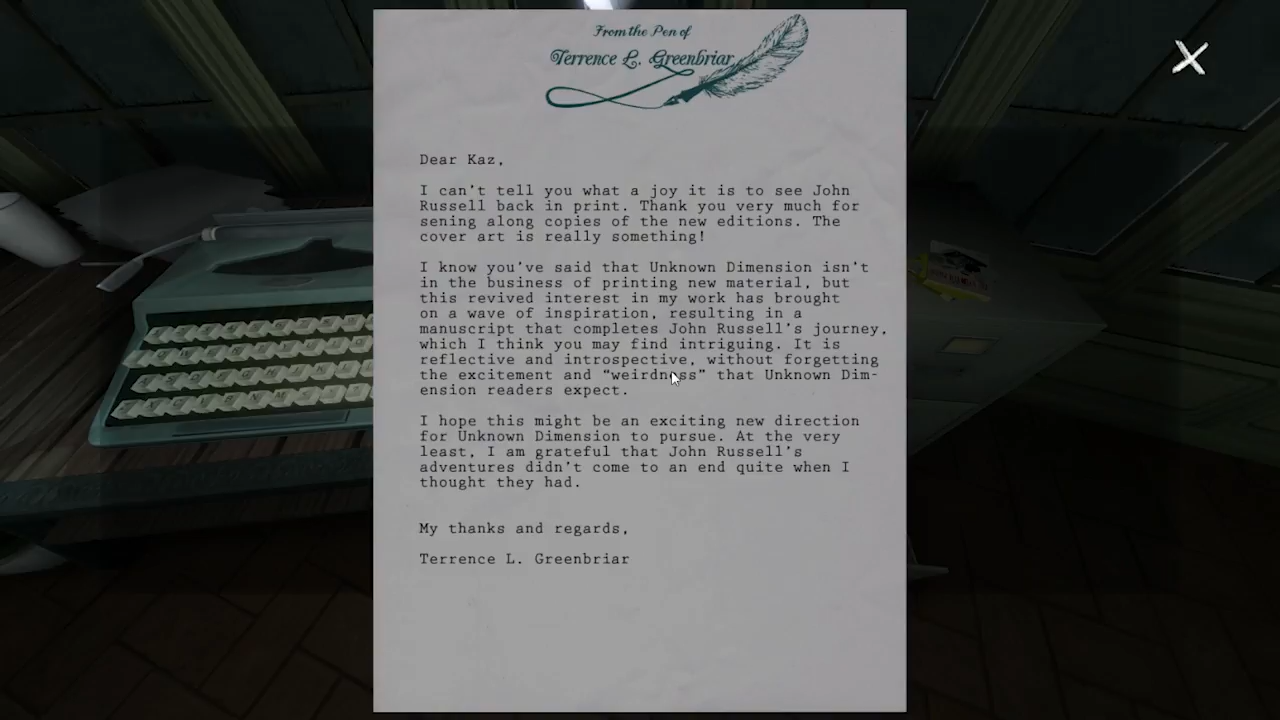 From the Pen of
Terrence L. Greenbriar
Dear Kaz,
I can't tell you what a joy it is to see John
Russell back in print. Thank you very much for
sening along copies of the new editions. The
cover art is really something!
I know you've said that Unknown Dimension isn't
in the business of printing new material, but
this revived interest in my work has brought
on a wave of inspiration, resulting in a
manuscript that completes John Russell's journey,
which I think you may find intriguing. It is
reflective and introspective, without forgetting
the excitement and “weirdness” that Unknown Dim-
ension readers expect.
I hope this might be an exciting new direction
for Unknown Dimension to pursue. At the very
least, I am grateful that John Russell's
adventures didn't come to an end quite when I
thought they had.
My thanks and regards,
Terrence L. Greenbriar